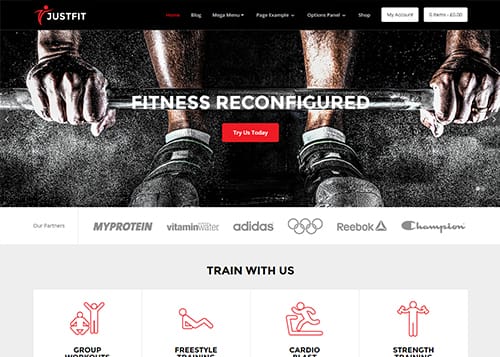 JUSTFIT
Home Blog Mega Menu Page Example Options Panel Shop My Account 0 Items - £0.00
FITNESS RECONFIGURED
Try Us Today
Our Partners MYPROTEIN vitaminwater adidas Reebok Champion
TRAIN WITH US
GROUP WORKOUTS
FREESTYLE TRAINING
CARDIO BLAST
STRENGTH TRAINING